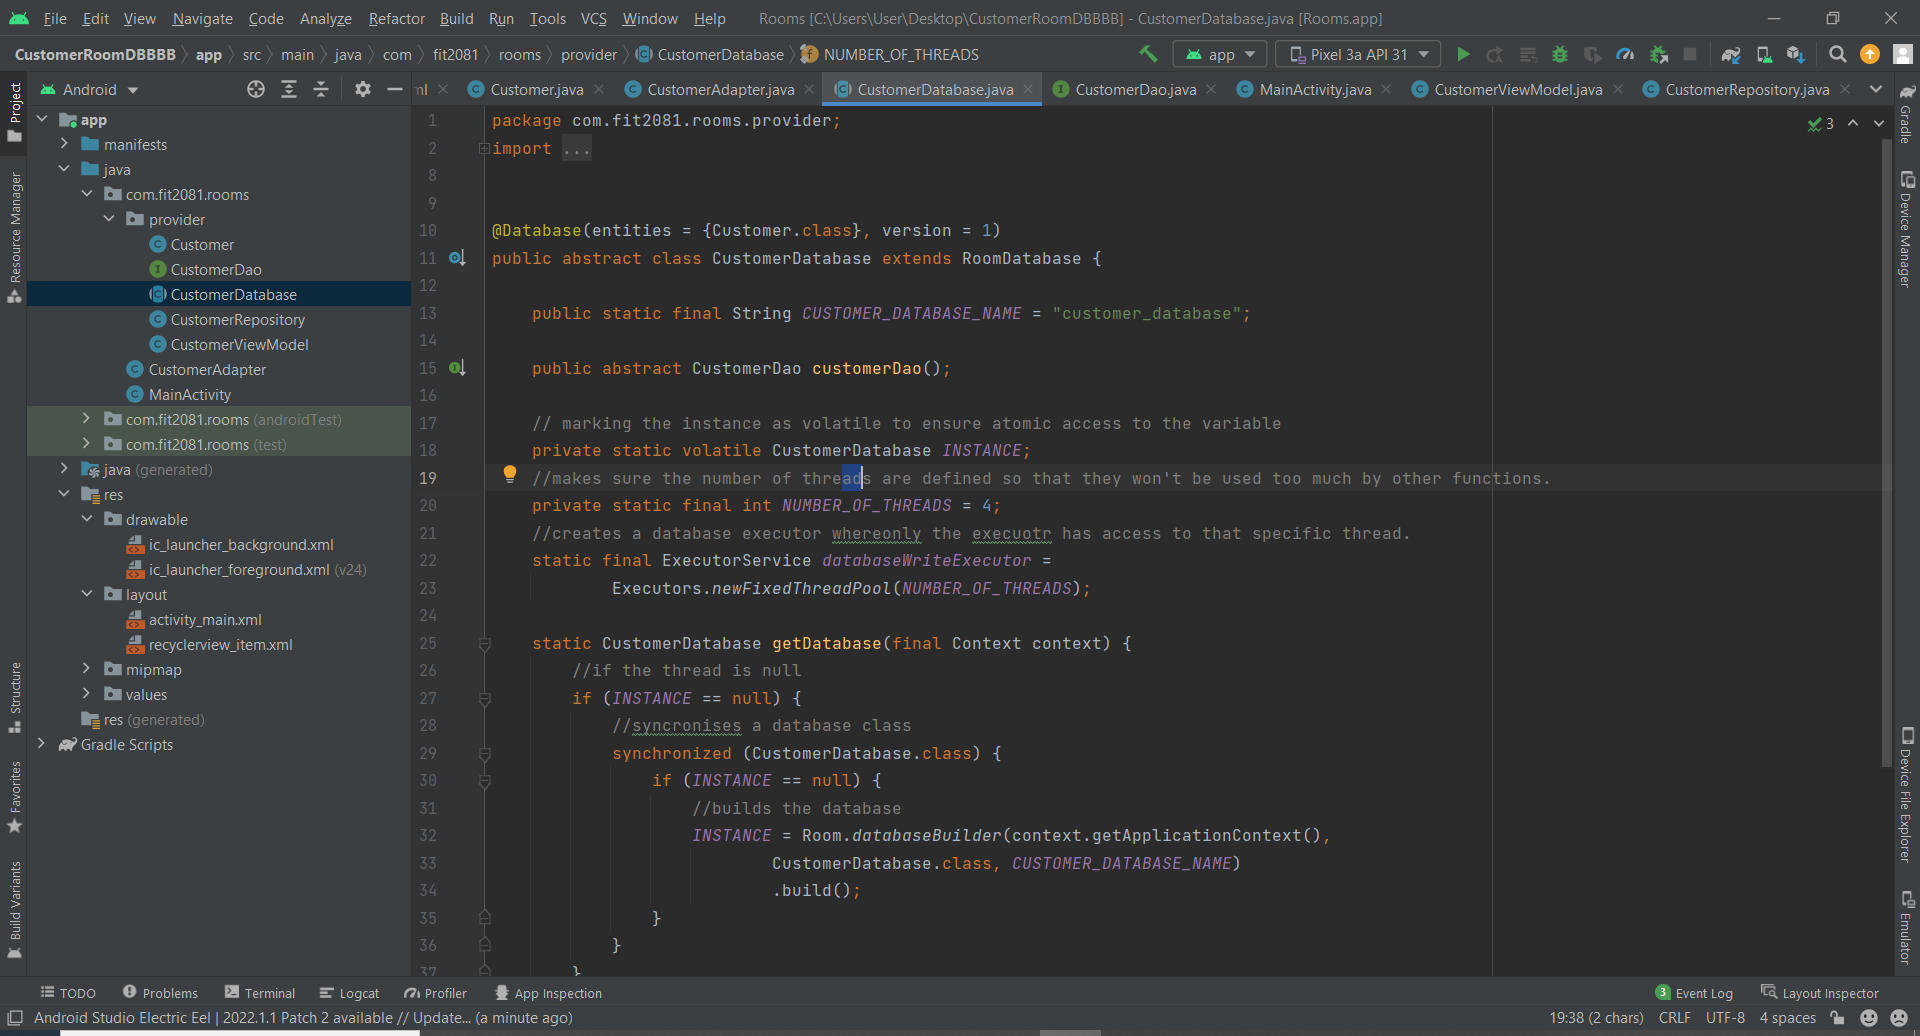 File Edit View Navigate Code Analyze Refactor Build Run Tools VCS Window Help Rooms [C:\Users\User\Desktop\CustomerRoomDBBBB] - CustomerDatabase.java [Rooms.app]
CustomerRoomDBBBB app src main java com fit2081 rooms provider CustomerDatabase NUMBER_OF_THREADS app Pixel 3a API 31
Android
ml Customer.java CustomerAdapter.java CustomerDatabase.java CustomerDao.java MainActivity.java CustomerViewModel.java CustomerRepository.java
Project
Resource Manager
Structure
Favorites
Build Variants
app
manifests
java
com.fit2081.rooms
provider
Customer
CustomerDao
CustomerDatabase
CustomerRepository
CustomerViewModel
CustomerAdapter
MainActivity
com.fit2081.rooms (androidTest)
com.fit2081.rooms (test)
java (generated)
res
drawable
ic_launcher_background.xml
ic_launcher_foreground.xml (v24)
layout
activity_main.xml
recyclerview_item.xml
mipmap
values
res (generated)
Gradle Scripts
1 package com.fit2081.rooms.provider;
2 import ...
8
9
10 @Database(entities = {Customer.class}, version = 1)
11 public abstract class CustomerDatabase extends RoomDatabase {
12
13 public static final String CUSTOMER_DATABASE_NAME = "customer_database";
14
15 public abstract CustomerDao customerDao();
16
17 // marking the instance as volatile to ensure atomic access to the variable
18 private static volatile CustomerDatabase INSTANCE;
19 //makes sure the number of threads are defined so that they won't be used too much by other functions.
20 private static final int NUMBER_OF_THREADS = 4;
21 //creates a database executor whereonly the execuotr has access to that specific thread.
22 static final ExecutorService databaseWriteExecutor =
23 Executors.newFixedThreadPool(NUMBER_OF_THREADS);
24
25 static CustomerDatabase getDatabase(final Context context) {
26 //if the thread is null
27 if (INSTANCE == null) {
28 //syncronises a database class
29 synchronized (CustomerDatabase.class) {
30 if (INSTANCE == null) {
31 //builds the database
32 INSTANCE = Room.databaseBuilder(context.getApplicationContext(),
33 CustomerDatabase.class, CUSTOMER_DATABASE_NAME)
34 .build();
35 }
36 }
37 }
3
Gradle
Device Manager
Device File Explorer
Emulator
TODO Problems Terminal Logcat Profiler App Inspection 3 Event Log Layout Inspector
Android Studio Electric Eel | 2022.1.1 Patch 2 available // Update... (a minute ago) 19:38 (2 chars) CRLF UTF-8 4 spaces